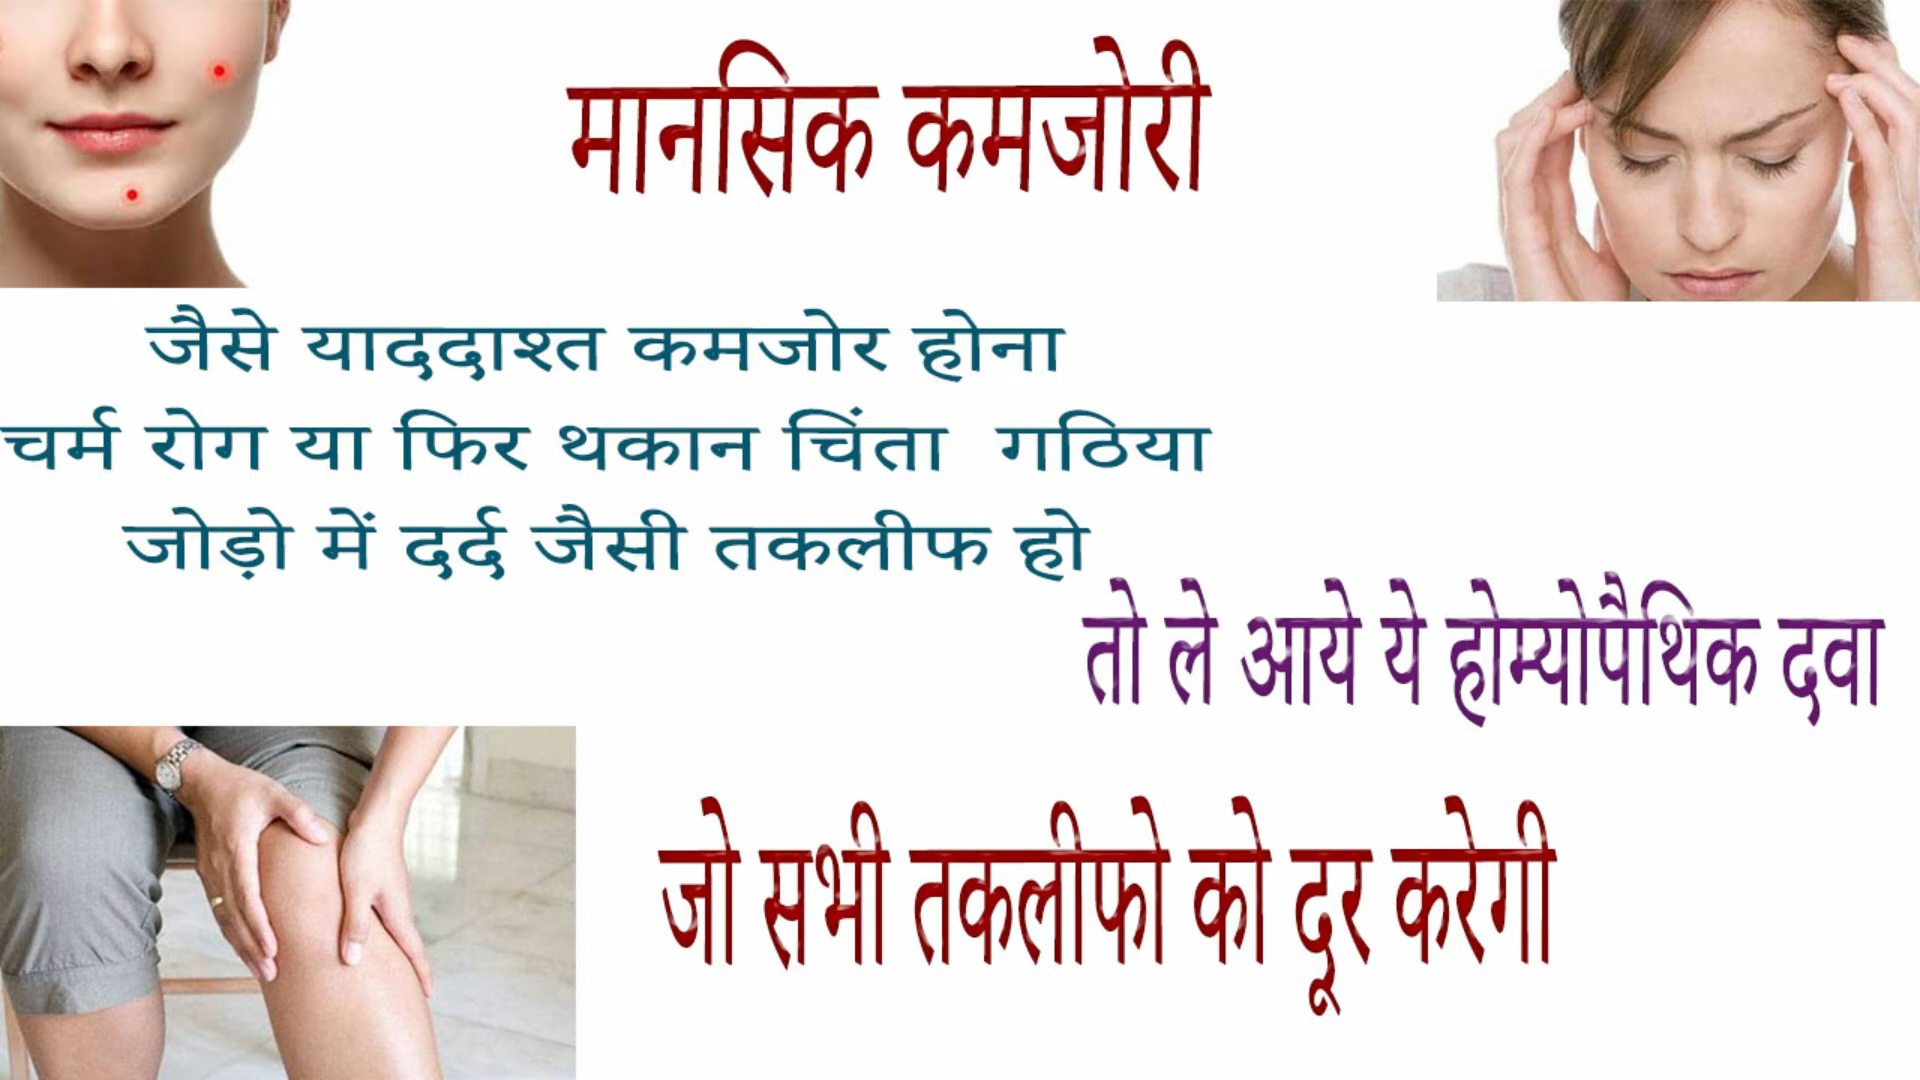 मानसिक कमजोरी
जैसे याददाश्त कमजोर होना
चर्म रोग या फिर थकान चिंता गठिया
जोड़ो में दर्द जैसी तकलीफ हो
तो ले आये ये होम्योपैथिक दवा
जो सभी तकलीफो को दूर करेगी